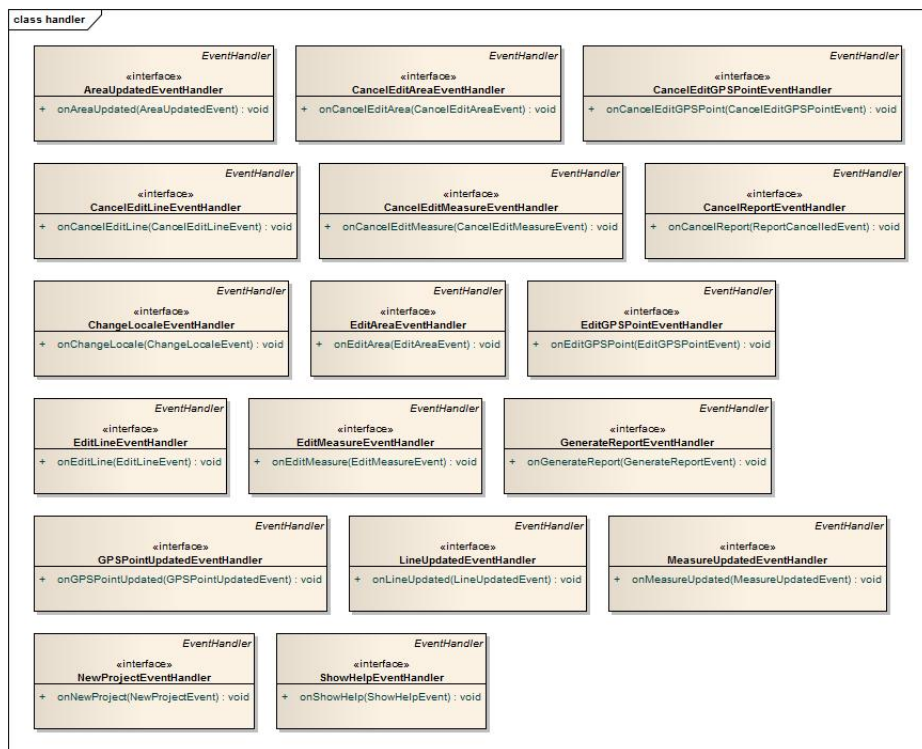 class handler
EventHandler
«interface»
AreaUpdatedEventHandler
+ onAreaUpdated(AreaUpdatedEvent) : void
EventHandler
«interface»
CancelEditAreaEventHandler
+ onCancelEditArea(CancelEditAreaEvent) : void
EventHandler
«interface»
CancelEditGPSPointEventHandler
+ onCancelEditGPSPoint(CancelEditGPSPointEvent) : void
EventHandler
«interface»
CancelEditLineEventHandler
+ onCancelEditLine(CancelEditLineEvent) : void
EventHandler
«interface»
CancelEditMeasureEventHandler
+ onCancelEditMeasure(CancelEditMeasureEvent) : void
EventHandler
«interface»
CancelReportEventHandler
+ onCancelReport(ReportCancelledEvent) : void
EventHandler
«interface»
ChangeLocaleEventHandler
+ onChangeLocale(ChangeLocaleEvent) : void
EventHandler
«interface»
EditAreaEventHandler
+ onEditArea(EditAreaEvent) : void
EventHandler
«interface»
EditGPSPointEventHandler
+ onEditGPSPoint(EditGPSPointEvent) : void
EventHandler
«interface»
EditLineEventHandler
+ onEditLine(EditLineEvent) : void
EventHandler
«interface»
EditMeasureEventHandler
+ onEditMeasure(EditMeasureEvent) : void
EventHandler
«interface»
GenerateReportEventHandler
+ onGenerateReport(GenerateReportEvent) : void
EventHandler
«interface»
GPSPointUpdatedEventHandler
+ onGPSPointUpdated(GPSPointUpdatedEvent) : void
EventHandler
«interface»
LineUpdatedEventHandler
+ onLineUpdated(LineUpdatedEvent) : void
EventHandler
«interface»
MeasureUpdatedEventHandler
+ onMeasureUpdated(MeasureUpdatedEvent) : void
EventHandler
«interface»
NewProjectEventHandler
+ onNewProject(NewProjectEvent) : void
EventHandler
«interface»
ShowHelpEventHandler
+ onShowHelp(ShowHelpEvent) : void